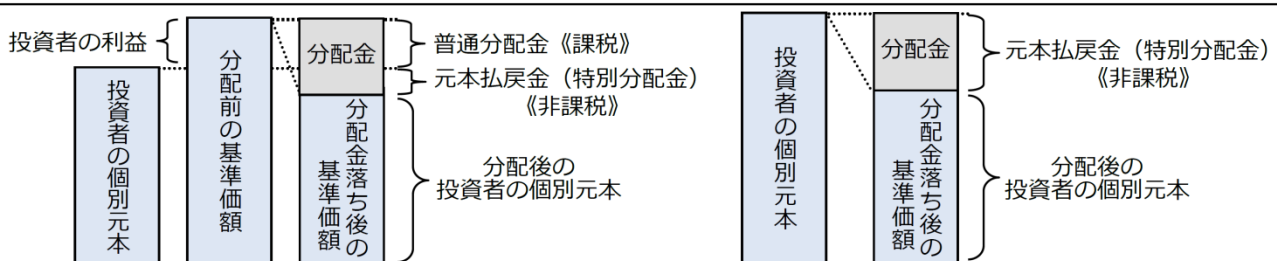 投資者の利益
投資者の個別元本
分配前の基準価額
分配金
分配金落ち後の
基準価額
普通分配金《課税》
元本払戻金（特別分配金）
《非課税》
分配後の
投資者の個別元本
投資者の個別元本
分配金
分配金落ち後の
基準価額
元本払戻金（特別分配金）
《非課税》
分配後の
投資者の個別元本